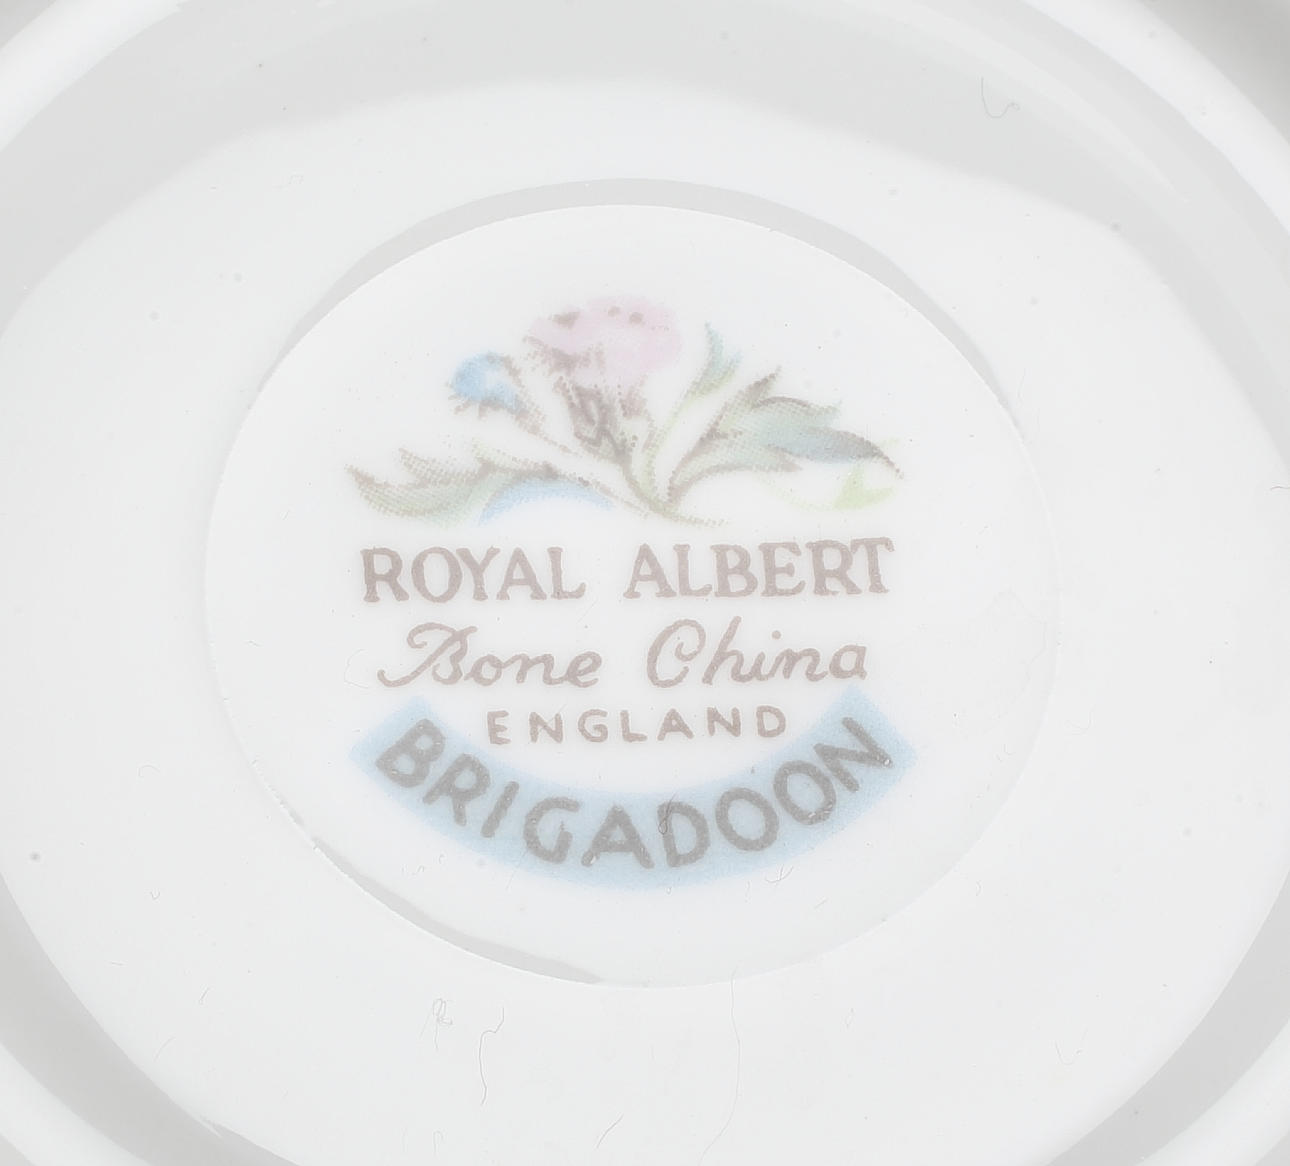 ROYAL ALBERT
Bone China
ENGLAND
BRIGADOON